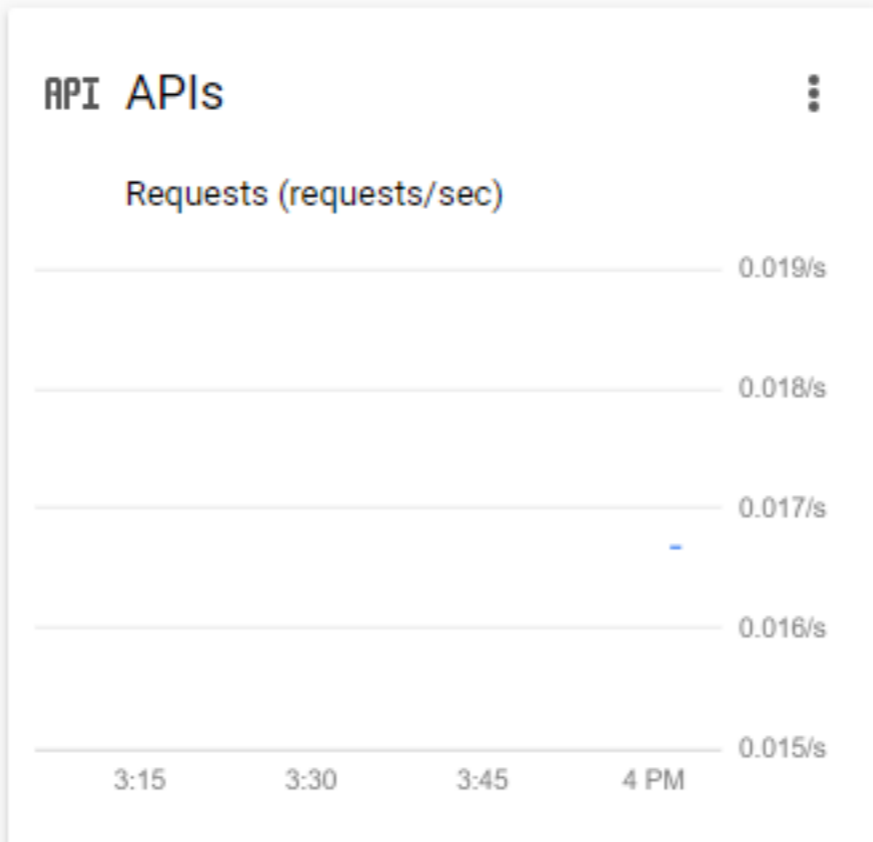 API APIs
Requests (requests/sec)
0.019/s
0.018/s
0.017/s
0.016/s
0.015/s
3:15 3:30 3:45 4 PM